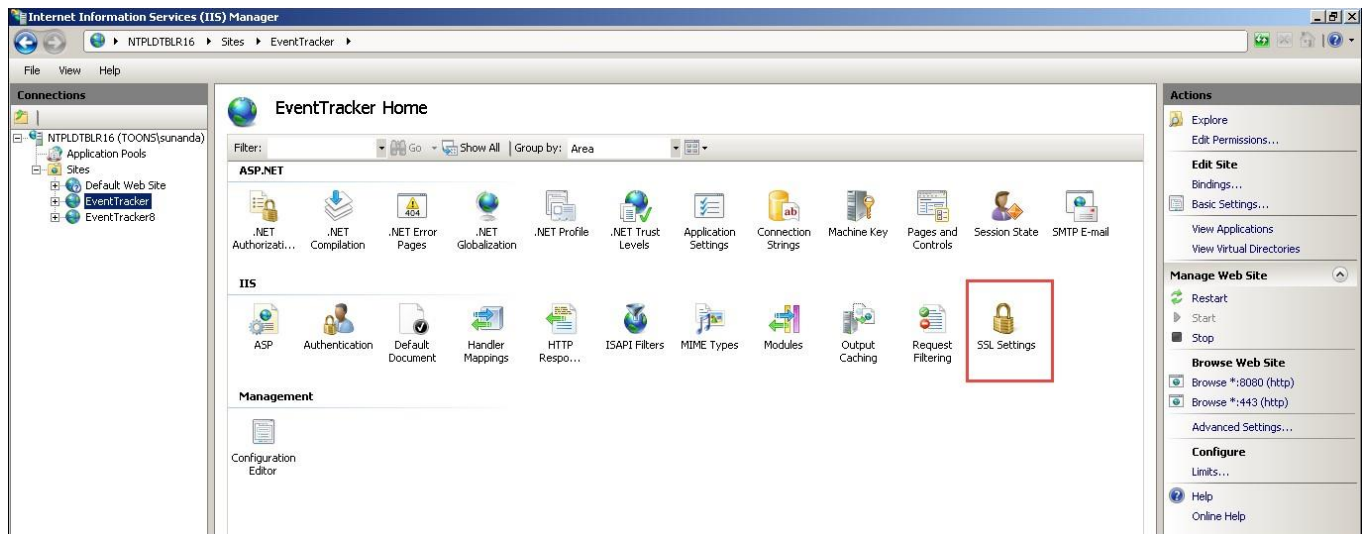 Internet Information Services (IIS) Manager
NTPLDTBLR16 Sites EventTracker
File View Help
Connections
NTPLDTBLR16 (TOONS\sunanda)
Application Pools
Sites
Default Web Site
EventTracker
EventTracker8
EventTracker Home
Filter: Go Show All Group by: Area
ASP.NET
.NET Authorizati...
.NET Compilation
404
.NET Error Pages
.NET Globalization
.NET Profile
.NET Trust Levels
Application Settings
ab
Connection Strings
Machine Key
Pages and Controls
Session State
SMTP E-mail
IIS
ASP
Authentication
Default Document
Handler Mappings
HTTP Respo...
ISAPI Filters
MIME Types
Modules
Output Caching
Request Filtering
SSL Settings
Management
Configuration Editor
Actions
Explore
Edit Permissions...
Edit Site
Bindings...
Basic Settings...
View Applications
View Virtual Directories
Manage Web Site
Restart
Start
Stop
Browse Web Site
Browse *:8080 (http)
Browse *:443 (http)
Advanced Settings...
Configure
Limits...
Help
Online Help